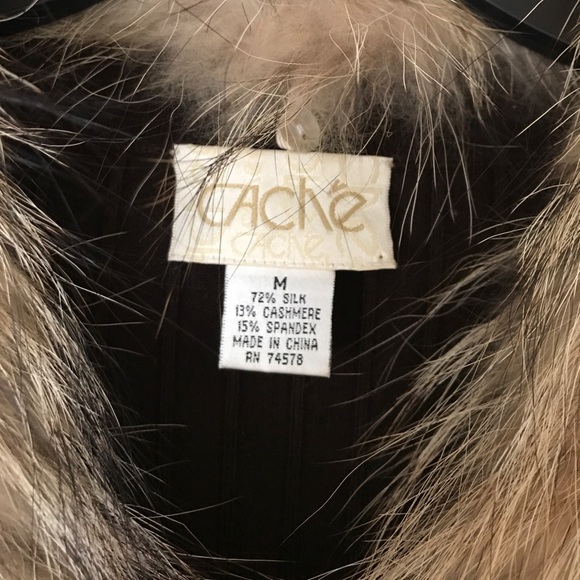 CACHÉ
CACHÉ
M
72% SILK
13% CASHMERE
15% SPANDEX
MADE IN CHINA
RN 74578